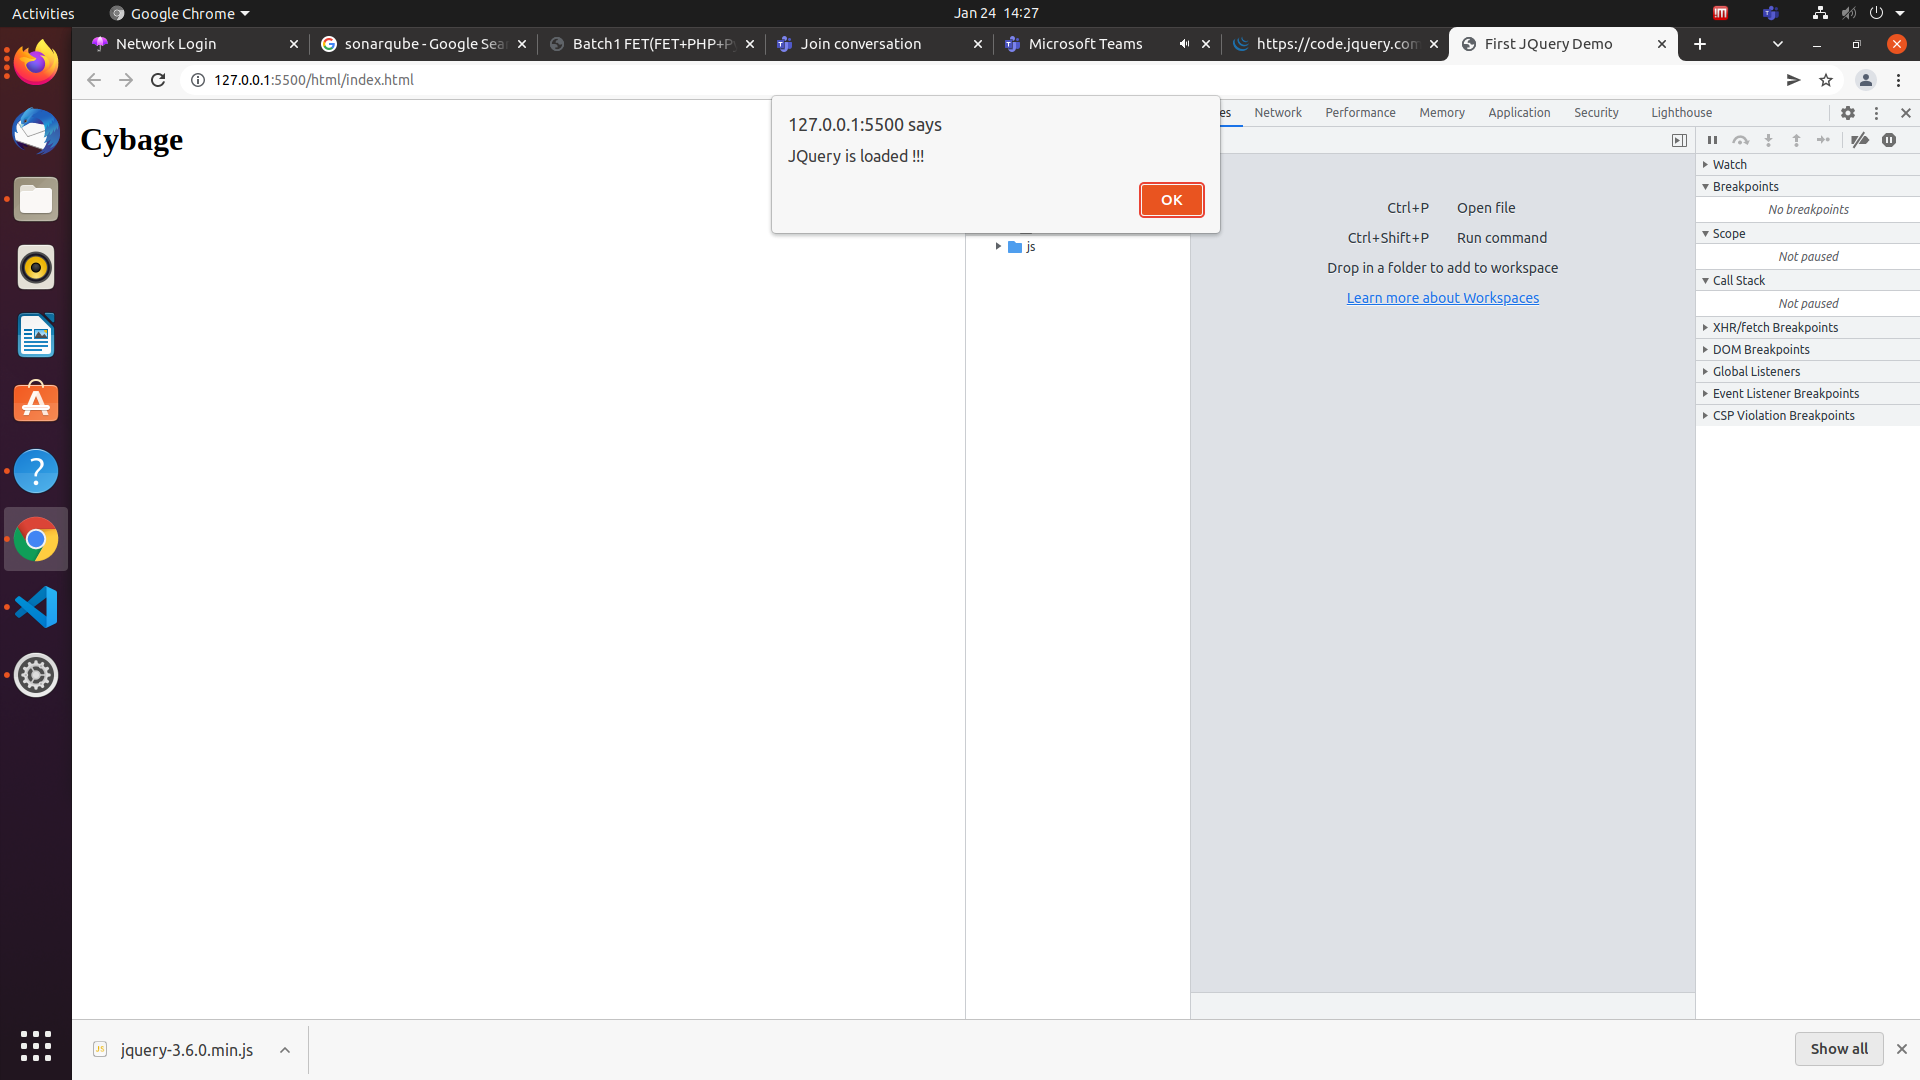 Activities
Google Chrome
Jan 24 14:27
Network Login
sonarqube - Google Sear
Batch1 FET(FET+PHP+Py
Join conversation
Microsoft Teams
https://code.jquery.com
First JQuery Demo
127.0.0.1:5500/html/index.html
Cybage
127.0.0.1:5500 says
JQuery is loaded !!!
OK
es
Network
Performance
Memory
Application
Security
Lighthouse
js
Ctrl+P Open file
Ctrl+Shift+P Run command
Drop in a folder to add to workspace
Learn more about Workspaces
Watch
Breakpoints
No breakpoints
Scope
Not paused
Call Stack
Not paused
XHR/fetch Breakpoints
DOM Breakpoints
Global Listeners
Event Listener Breakpoints
CSP Violation Breakpoints
JS
jquery-3.6.0.min.js
Show all